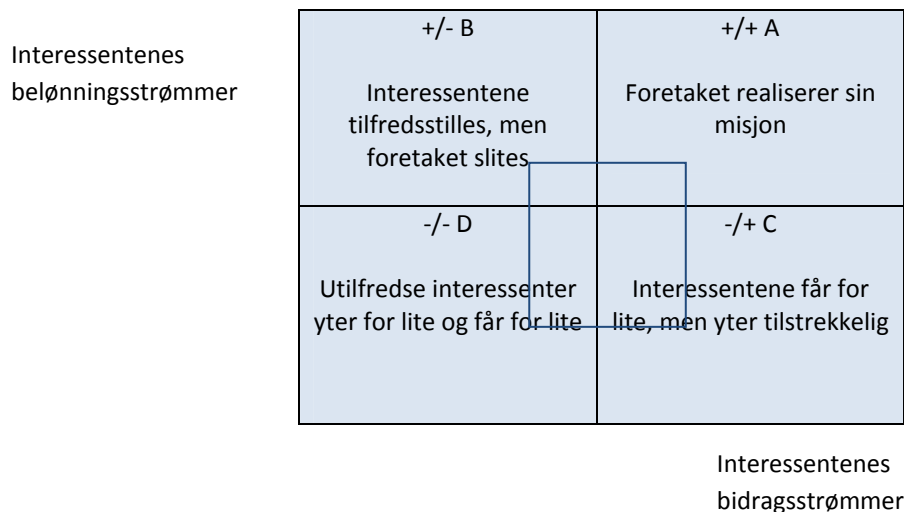 Interessentenes
belønningsstrømmer
+/- B
Interessentene
tilfredsstilles, men
foretaket slites
+/+ A
Foretaket realiserer sin
misjon
-/- D
Utilfredse interessenter
yter for lite og får for lite
-/+ C
Interessentene får for
lite, men yter tilstrekkelig
Interessentenes
bidragsstrømmer